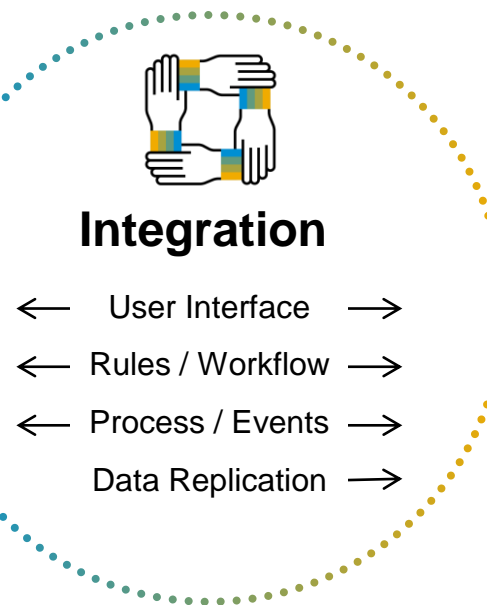 Integration
User Interface
Rules / Workflow
Process / Events
Data Replication